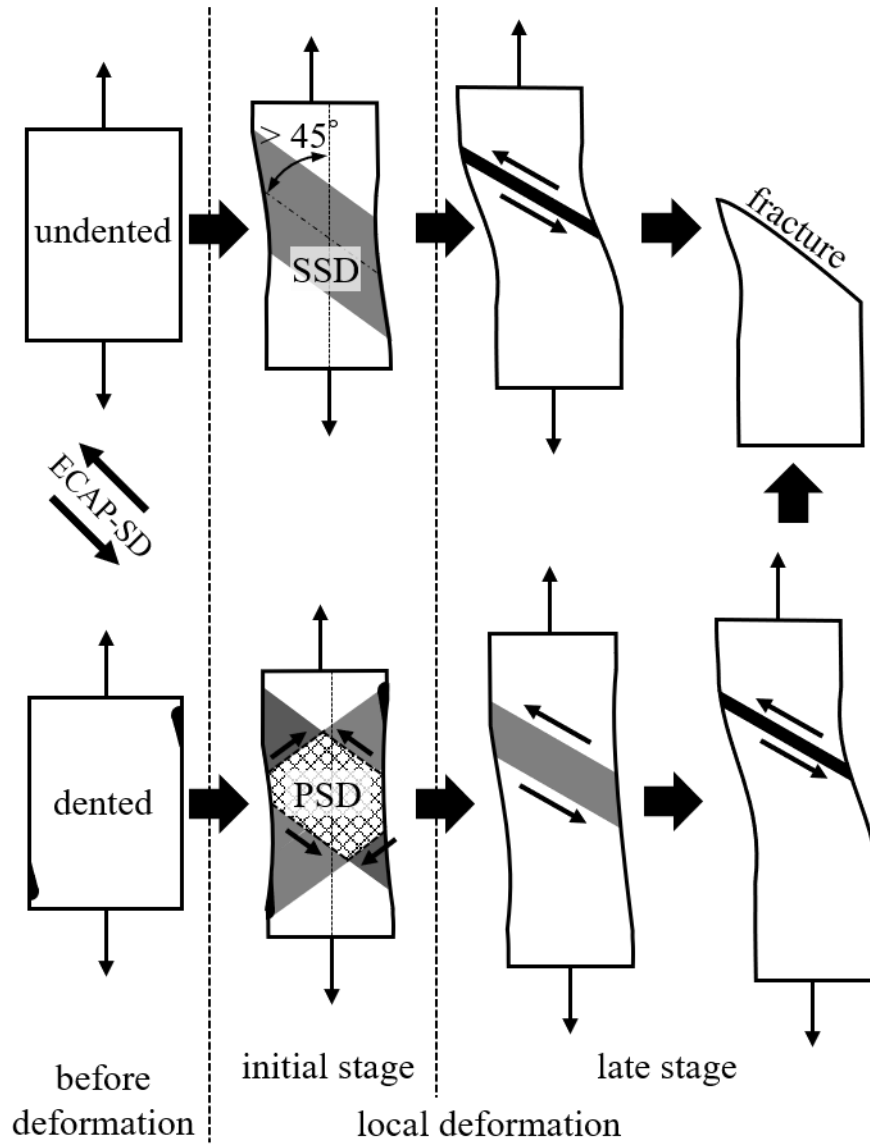 undented
> 45°
SSD
fracture
ECAP-SD
dented
PSD
before
deformation
initial stage
late stage
local deformation